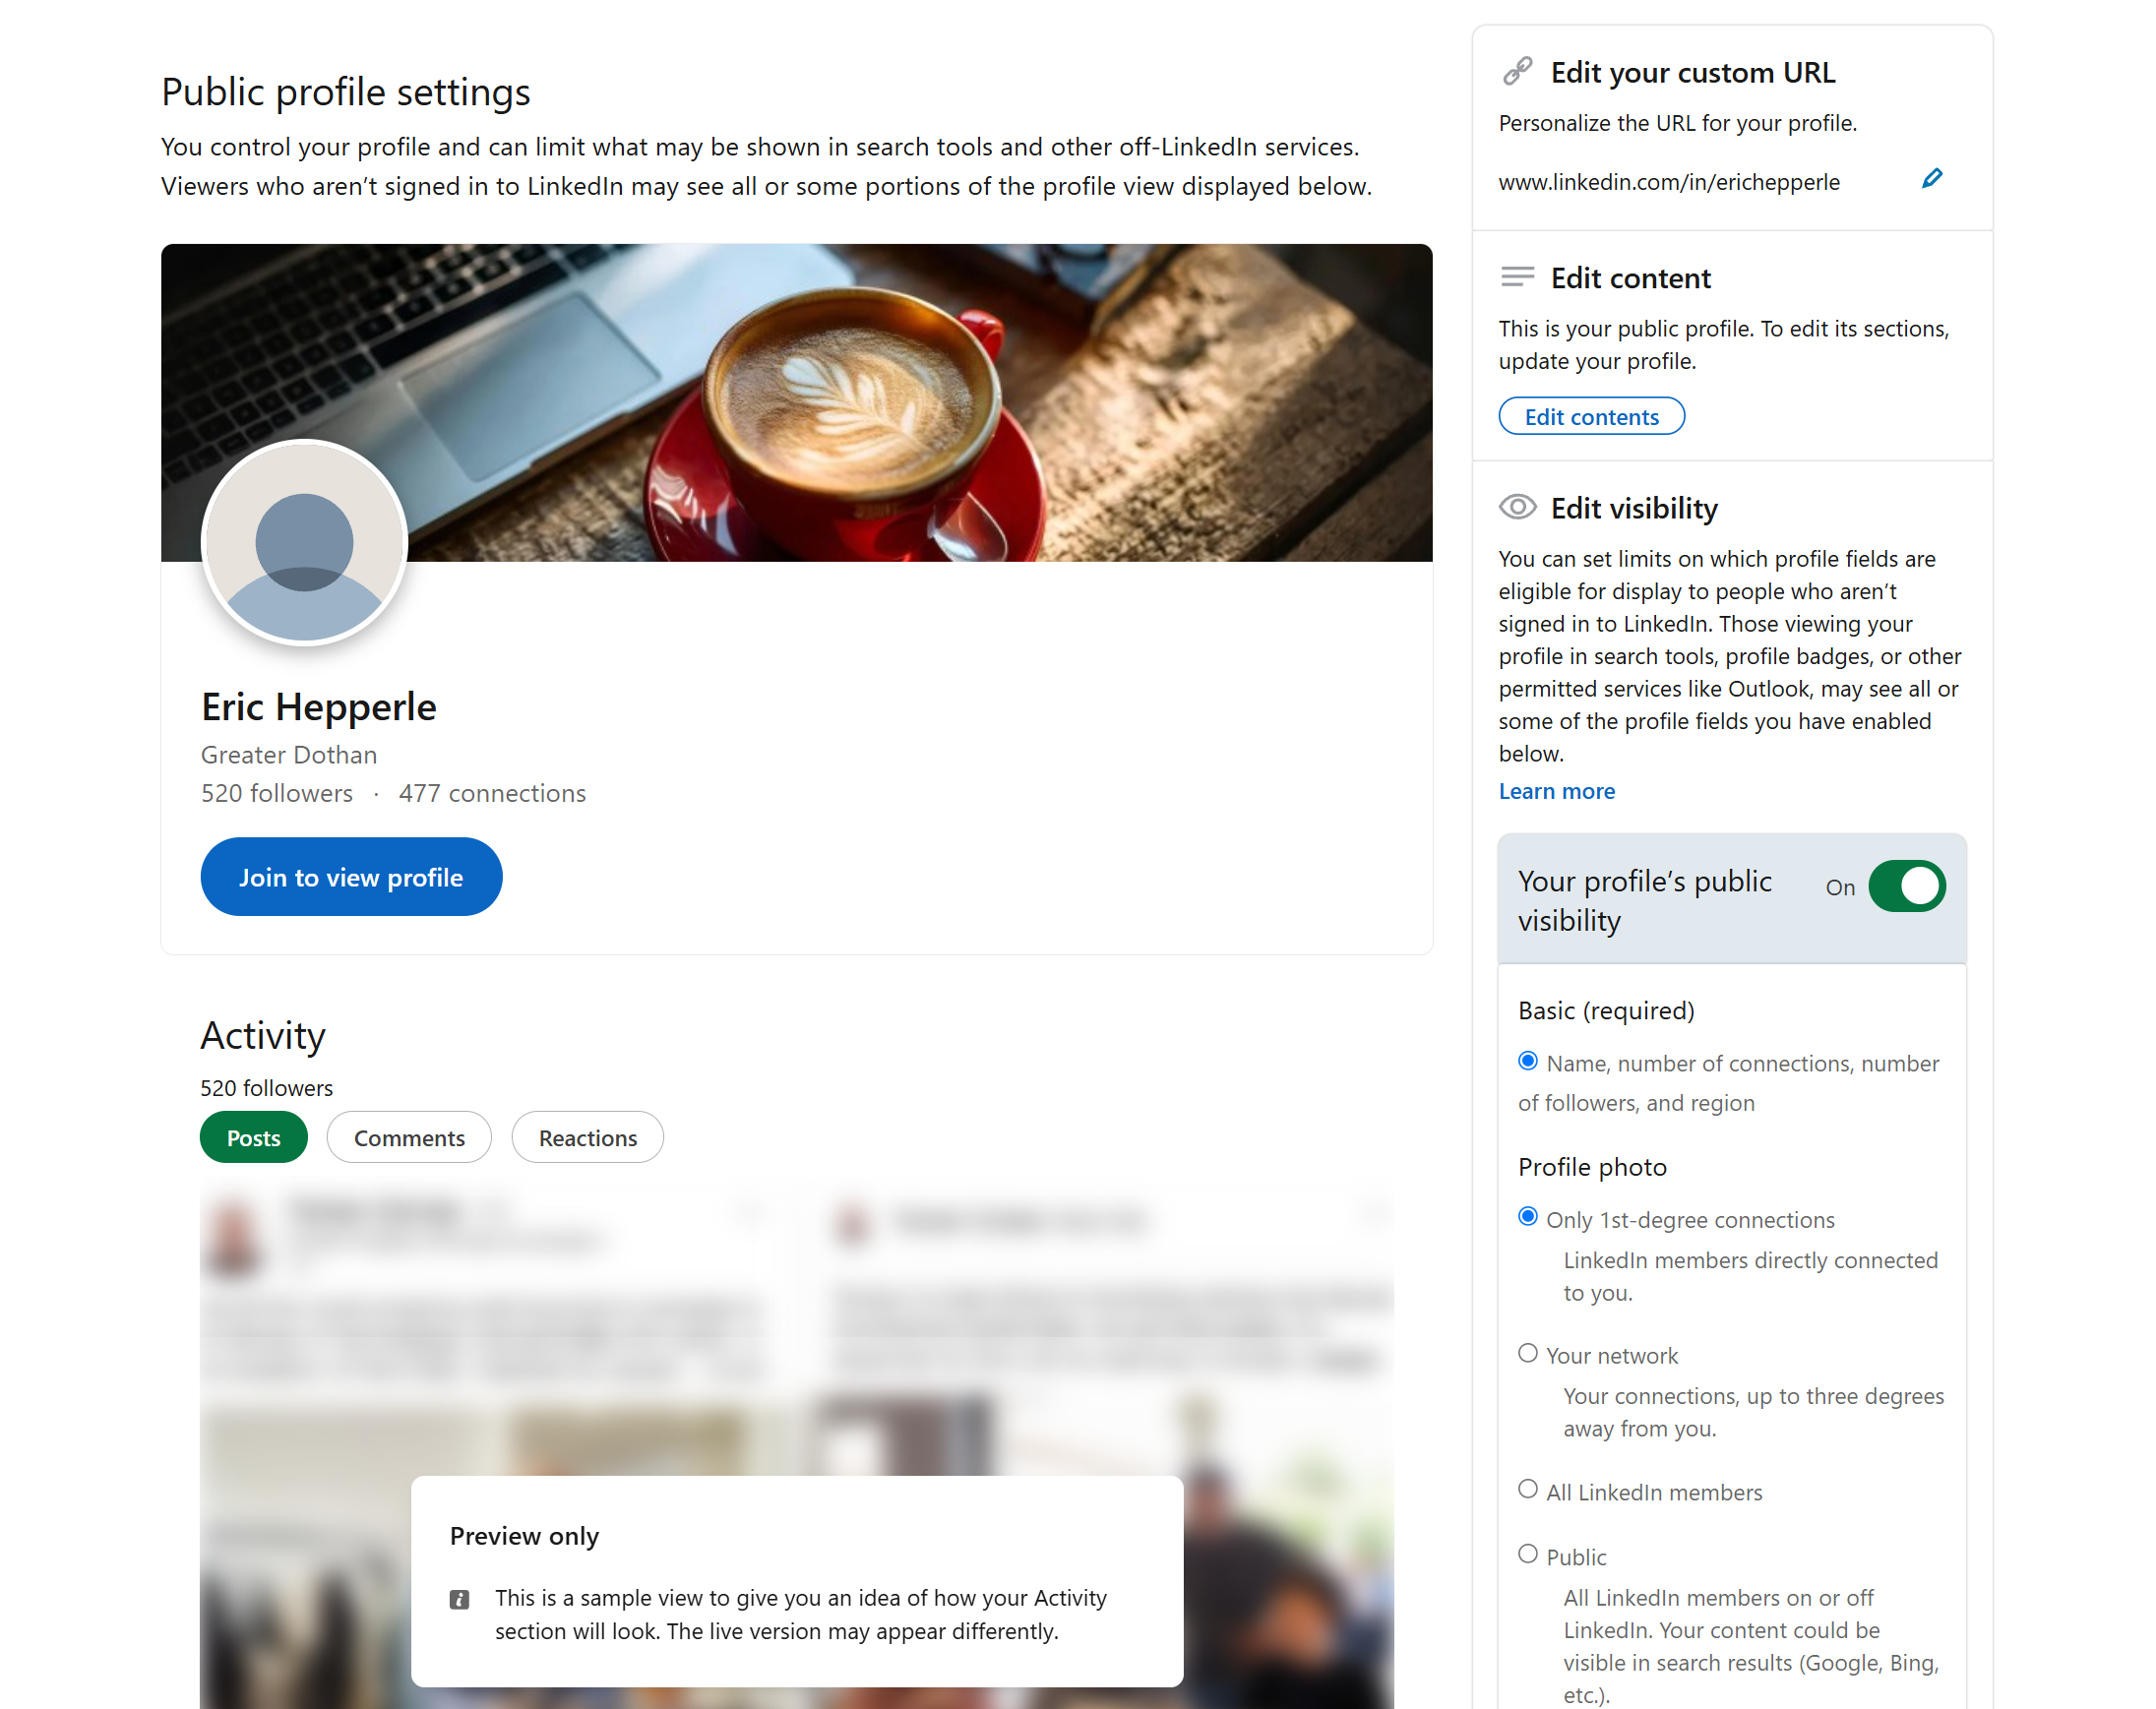 Public profile settings
You control your profile and can limit what may be shown in search tools and other off-LinkedIn services.
Viewers who aren’t signed in to LinkedIn may see all or some portions of the profile view displayed below.
Eric Hepperle
Greater Dothan
520 followers · 477 connections
Join to view profile
Activity
520 followers
Posts
Comments
Reactions
Preview only
This is a sample view to give you an idea of how your Activity
section will look. The live version may appear differently.
Edit your custom URL
Personalize the URL for your profile.
www.linkedin.com/in/erichepperle
Edit content
This is your public profile. To edit its sections,
update your profile.
Edit contents
Edit visibility
You can set limits on which profile fields are
eligible for display to people who aren’t
signed in to LinkedIn. Those viewing your
profile in search tools, profile badges, or other
permitted services like Outlook, may see all or
some of the profile fields you have enabled
below.
Learn more
Your profile’s public
visibility
On
Basic (required)
Name, number of connections, number
of followers, and region
Profile photo
Only 1st-degree connections
LinkedIn members directly connected
to you.
Your network
Your connections, up to three degrees
away from you.
All LinkedIn members
Public
All LinkedIn members on or off
LinkedIn. Your content could be
visible in search results (Google, Bing,
etc.).